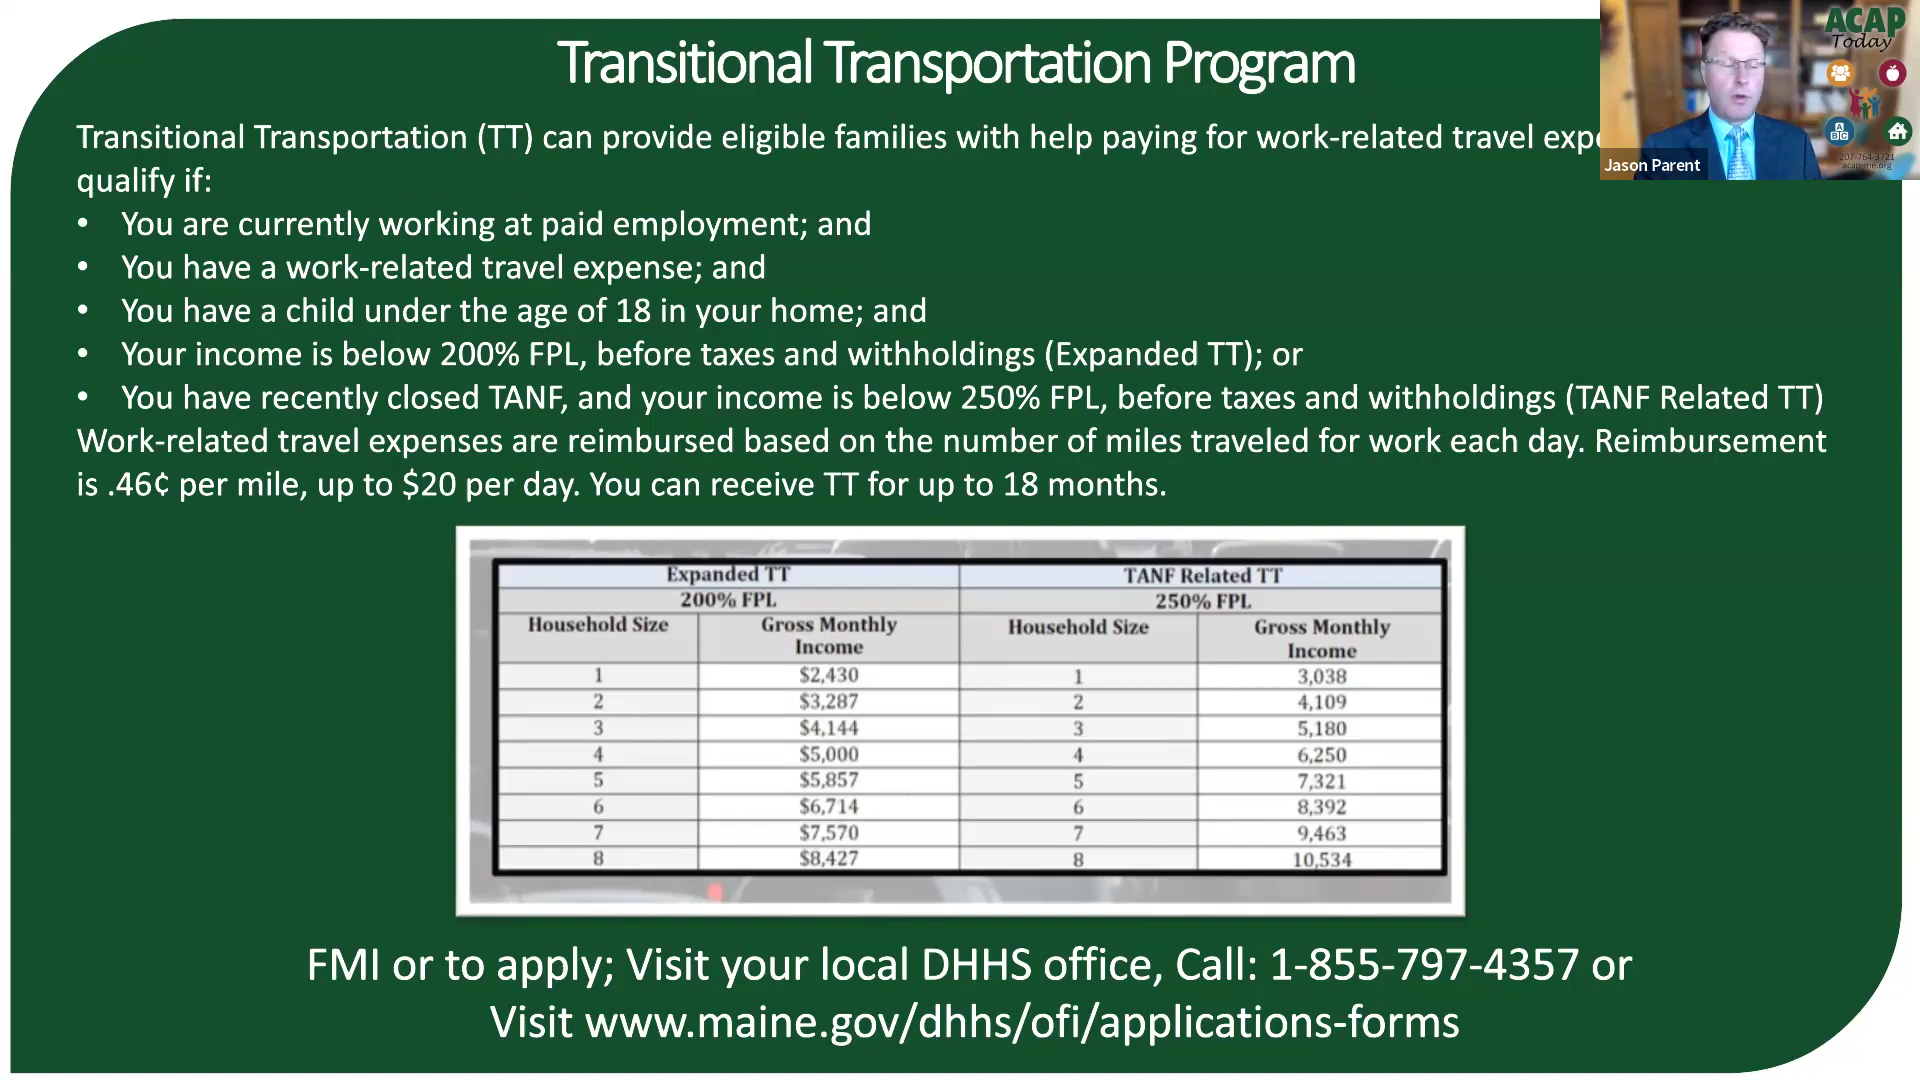 Transitional Transportation Program
Transitional Transportation (TT) can provide eligible families with help paying for work-related travel
qualify if:
• You are currently working at paid employment; and
• You have a work-related travel expense; and
• You have a child under the age of 18 in your home; and
• Your income is below 200% FPL, before taxes and withholdings (Expanded TT); or
• You have recently closed TANF, and your income is below 250% FPL, before taxes and withholdings (TANF Related TT)
Work-related travel expenses are reimbursed based on the number of miles traveled for work each day. Reimbursement
is .46¢ per mile, up to $20 per day. You can receive TT for up to 18 months.
Expanded TT TANF Related TT
200% FPL 250% FPL
Household Size Gross Monthly Household Size Gross Monthly
Income Income
1 $2,430 1 3,038
2 $3,287 2 4,109
3 $4,144 3 5,180
4 $5,000 4 6,250
5 $5,857 5 7,321
6 $6,714 6 8,392
7 $7,570 7 9,463
8 $8,427 8 10,534
FMI or to apply; Visit your local DHHS office, Call: 1-855-797-4357 or
Visit www.maine.gov/dhhs/ofi/applications-forms
ACAP
Today
A
B C
207-764-3721
acap-me.org
Jason Parent